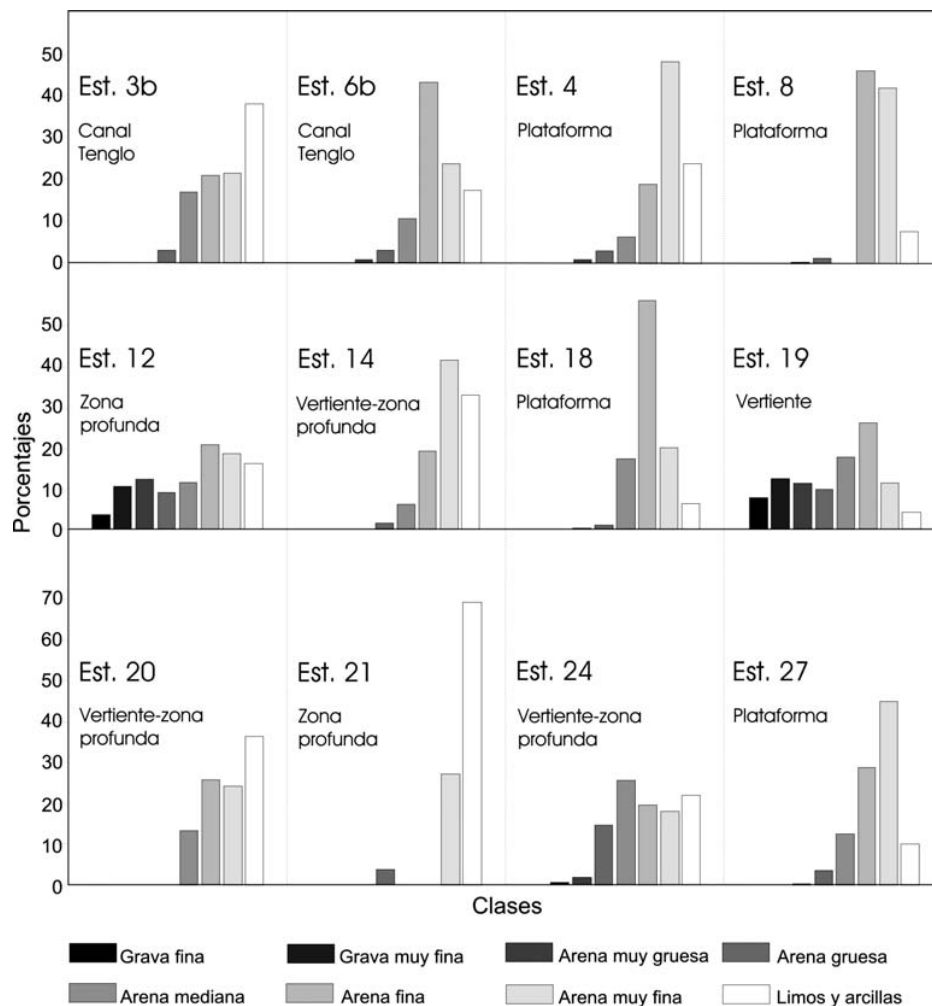 Porcentajes
50
40
30
20
10
0
Est. 3b
Canal
Tenglo
Est. 6b
Canal
Tenglo
Est. 4
Plataforma
Est. 8
Plataforma
50
40
30
20
10
0
Est. 12
Zona
profunda
Est. 14
Vertiente-zona
profunda
Est. 18
Plataforma
Est. 19
Vertiente
70
60
50
40
30
20
10
0
Est. 20
Vertiente-zona
profunda
Est. 21
Zona
profunda
Est. 24
Vertiente-zona
profunda
Est. 27
Plataforma
Clases
Grava fina
Grava muy fina
Arena muy gruesa
Arena gruesa
Arena mediana
Arena fina
Arena muy fina
Limos y arcillas